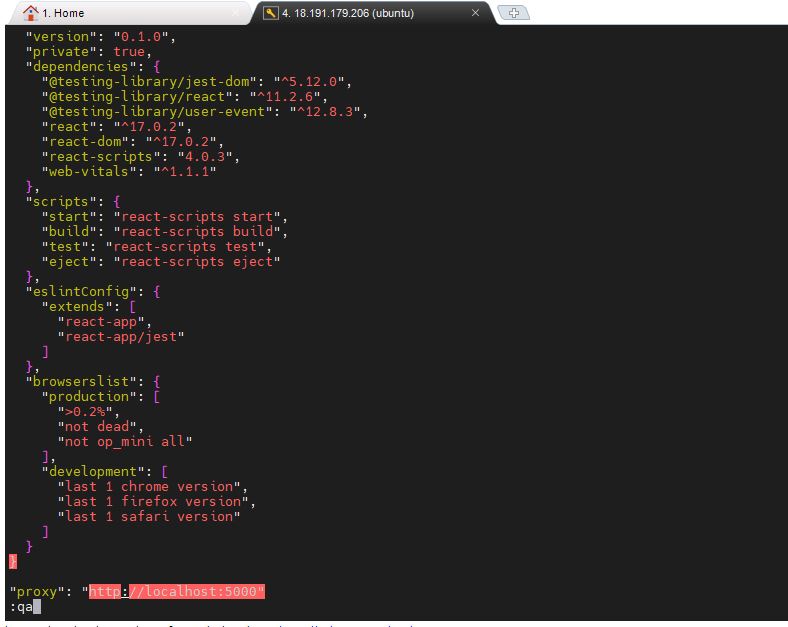 1. Home
4. 18.191.179.206 (ubuntu)
"version": "0.1.0",
"private": true,
"dependencies": {
"@testing-library/jest-dom": "^5.12.0",
"@testing-library/react": "^11.2.6",
"@testing-library/user-event": "^12.8.3",
"react": "^17.0.2",
"react-dom": "^17.0.2",
"react-scripts": "4.0.3",
"web-vitals": "^1.1.1"
},
"scripts": {
"start": "react-scripts start",
"build": "react-scripts build",
"test": "react-scripts test",
"eject": "react-scripts eject"
},
"eslintConfig": {
"extends": [
"react-app",
"react-app/jest"
]
},
"browserslist": {
"production": [
">0.2%",
"not dead",
"not op_mini all"
],
"development": [
"last 1 chrome version",
"last 1 firefox version",
"last 1 safari version"
]
}
}
"proxy": "http://localhost:5000"
:qa